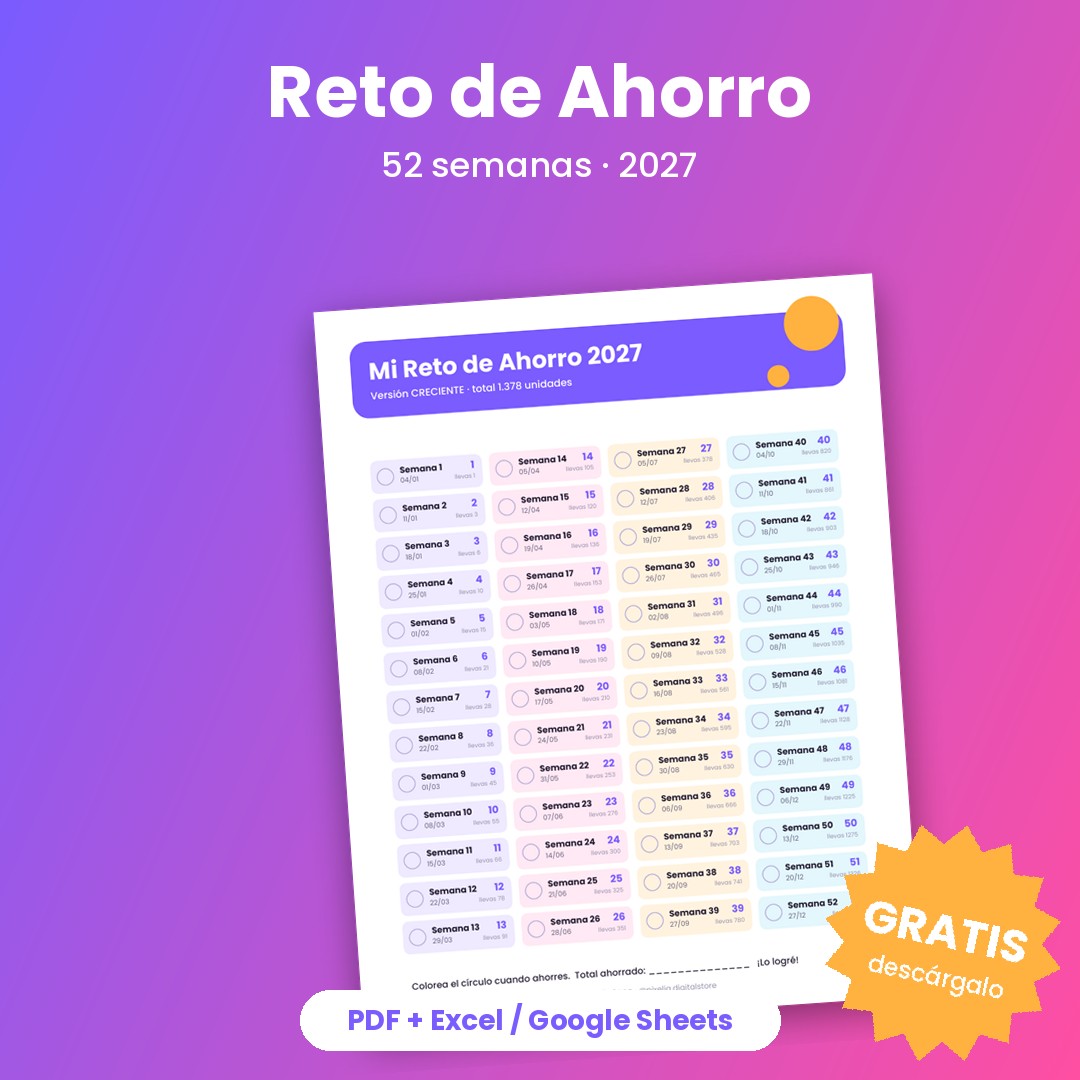 Reto de Ahorro
52 semanas · 2027
Mi Reto de Ahorro 2027
Versión CRECIENTE · total 1.378 unidades
Semana 1 1
04/01 llevas 1
Semana 2 2
11/01 llevas 3
Semana 3 3
18/01 llevas 6
Semana 4 4
25/01 llevas 10
Semana 5 5
01/02 llevas 15
Semana 6 6
08/02 llevas 21
Semana 7 7
15/02 llevas 28
Semana 8 8
22/02 llevas 36
Semana 9 9
01/03 llevas 45
Semana 10 10
08/03 llevas 55
Semana 11 11
15/03 llevas 66
Semana 12 12
22/03 llevas 78
Semana 13 13
29/03 llevas 91
Semana 14 14
05/04 llevas 105
Semana 15 15
12/04 llevas 120
Semana 16 16
19/04 llevas 136
Semana 17 17
26/04 llevas 153
Semana 18 18
03/05 llevas 171
Semana 19 19
10/05 llevas 190
Semana 20 20
17/05 llevas 210
Semana 21 21
24/05 llevas 231
Semana 22 22
31/05 llevas 253
Semana 23 23
07/06 llevas 276
Semana 24 24
14/06 llevas 300
Semana 25 25
21/06 llevas 325
Semana 26 26
28/06 llevas 351
Semana 27 27
05/07 llevas 378
Semana 28 28
12/07 llevas 406
Semana 29 29
19/07 llevas 435
Semana 30 30
26/07 llevas 465
Semana 31 31
02/08 llevas 496
Semana 32 32
09/08 llevas 528
Semana 33 33
16/08 llevas 561
Semana 34 34
23/08 llevas 595
Semana 35 35
30/08 llevas 630
Semana 36 36
06/09 llevas 666
Semana 37 37
13/09 llevas 703
Semana 38 38
20/09 llevas 741
Semana 39 39
27/09 llevas 780
Semana 40 40
04/10 llevas 820
Semana 41 41
11/10 llevas 861
Semana 42 42
18/10 llevas 903
Semana 43 43
25/10 llevas 946
Semana 44 44
01/11 llevas 990
Semana 45 45
08/11 llevas 1035
Semana 46 46
15/11 llevas 1081
Semana 47 47
22/11 llevas 1128
Semana 48 48
29/11 llevas 1176
Semana 49 49
06/12 llevas 1225
Semana 50 50
13/12 llevas 1275
Semana 51 51
20/12 llevas
Semana 52
27/12
Colorea el círculo cuando ahorres. Total ahorrado: _ _ _ _ _ _ _ _ _ _ _ _ _ _ ¡Lo logré!
GRATIS
descárgalo
PDF + Excel / Google Sheets